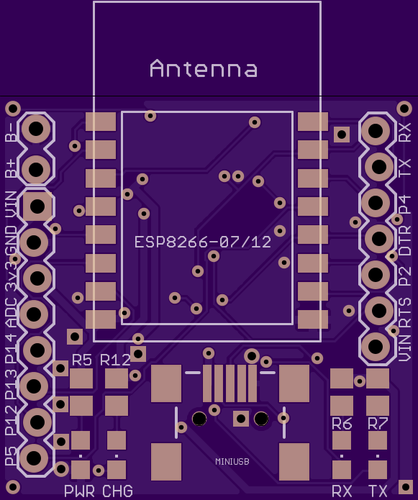 Antenna
B-
B+
VIN
GND
3v3
ADC
P14
P13
P12
P5
RX
TX
P4
DTR
P2
RTS
VIN
ESP8266-07/12
R5 R12
R6 R7
MINIUSB
PWR CHG
RX TX